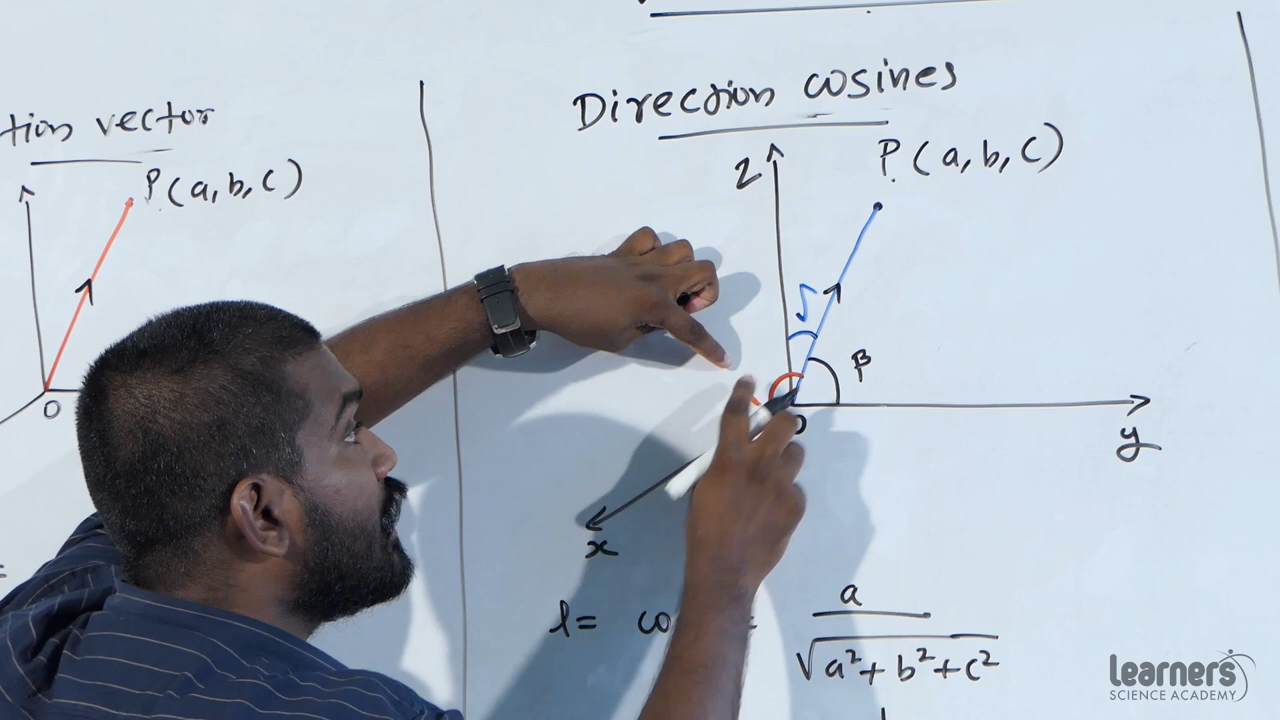 tion vector
P(a,b,c)
O
=
Direction cosines
z
P(a,b,c)
γ
β
y
x
l= co = a
√a²+b²+c²
Learners
SCIENCE ACADEMY